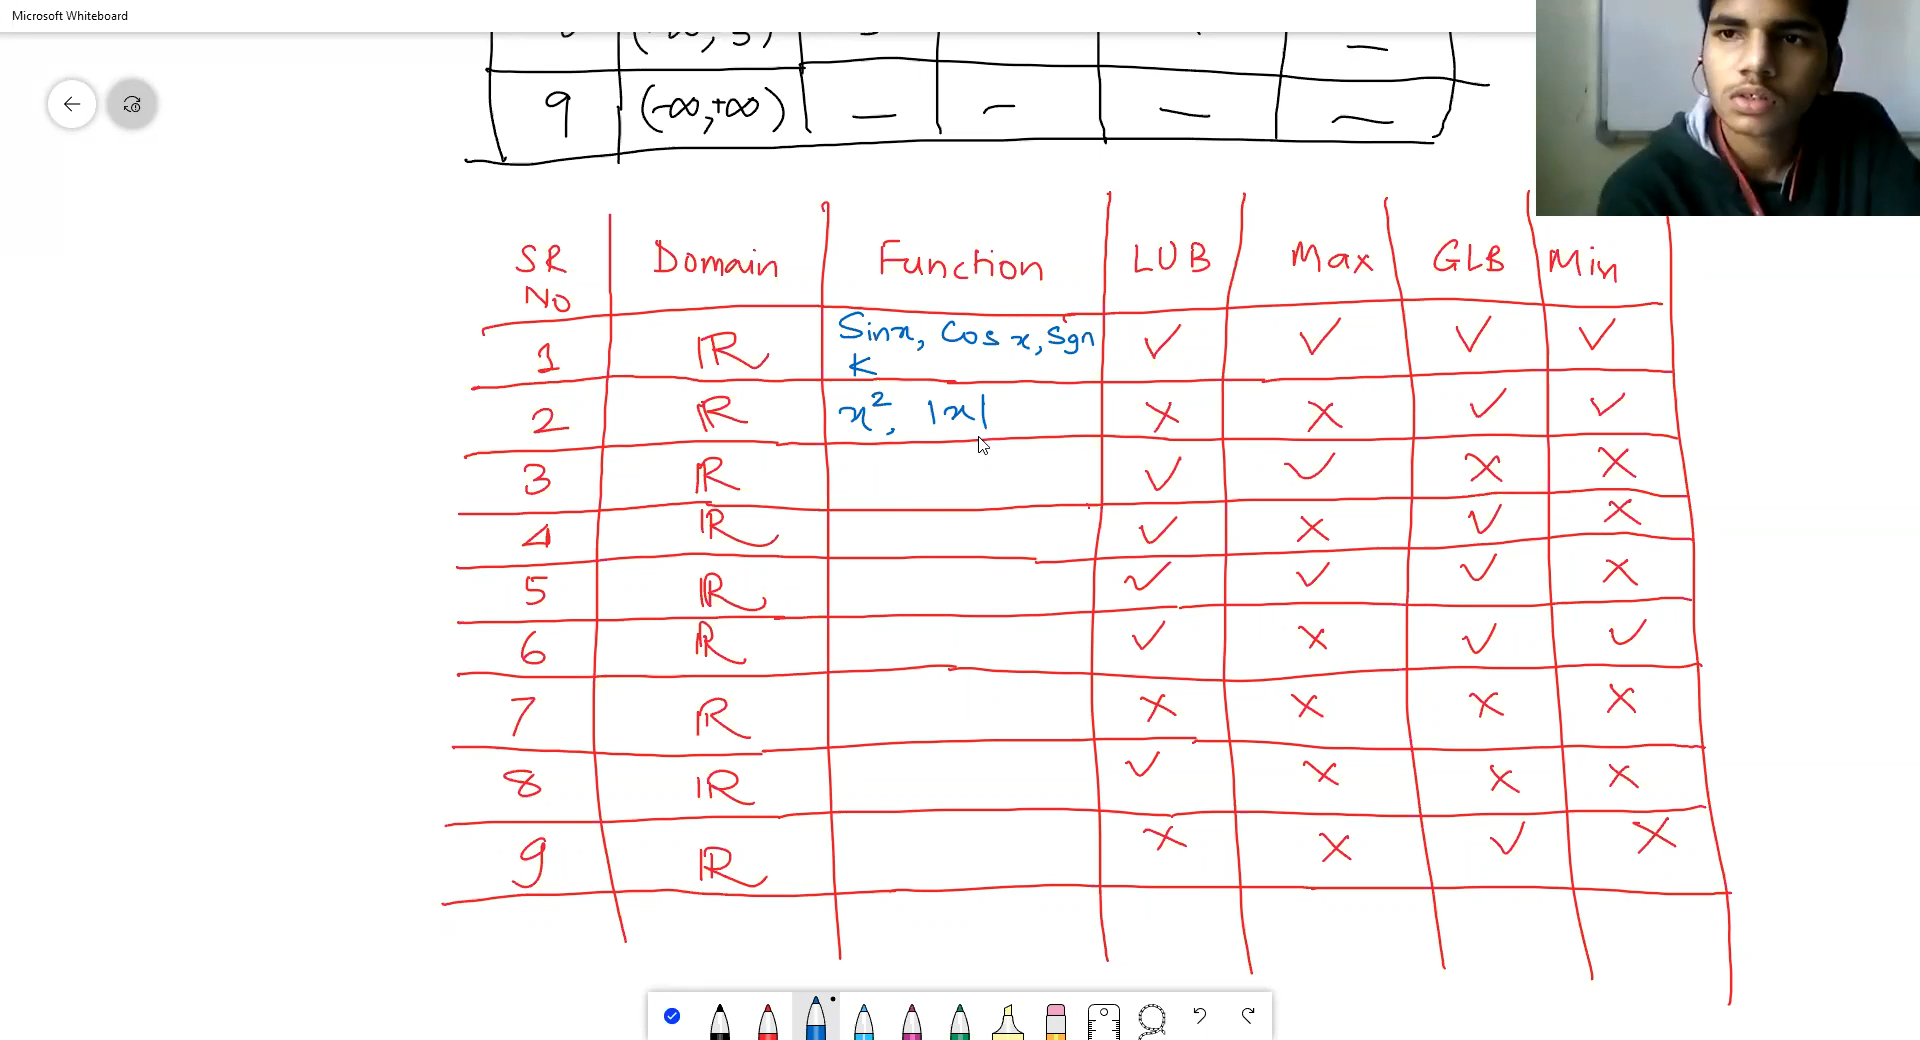 Microsoft Whiteboard
9 (-∞,+∞) — — — —
SR NO Domain Function LUB Max GLB Min
1 ℝ Sinx, Cos x, Sgn ✓ ✓ ✓ ✓
K
2 ℝ x², |x| × × ✓ ✓
3 ℝ ✓ ✓ × ×
4 ℝ ✓ × ✓ ×
5 ℝ ✓ ✓ ✓ ×
6 ℝ ✓ × ✓ ✓
7 ℝ × × × ×
8 ℝ ✓ × × ×
9 ℝ × × ✓ ×